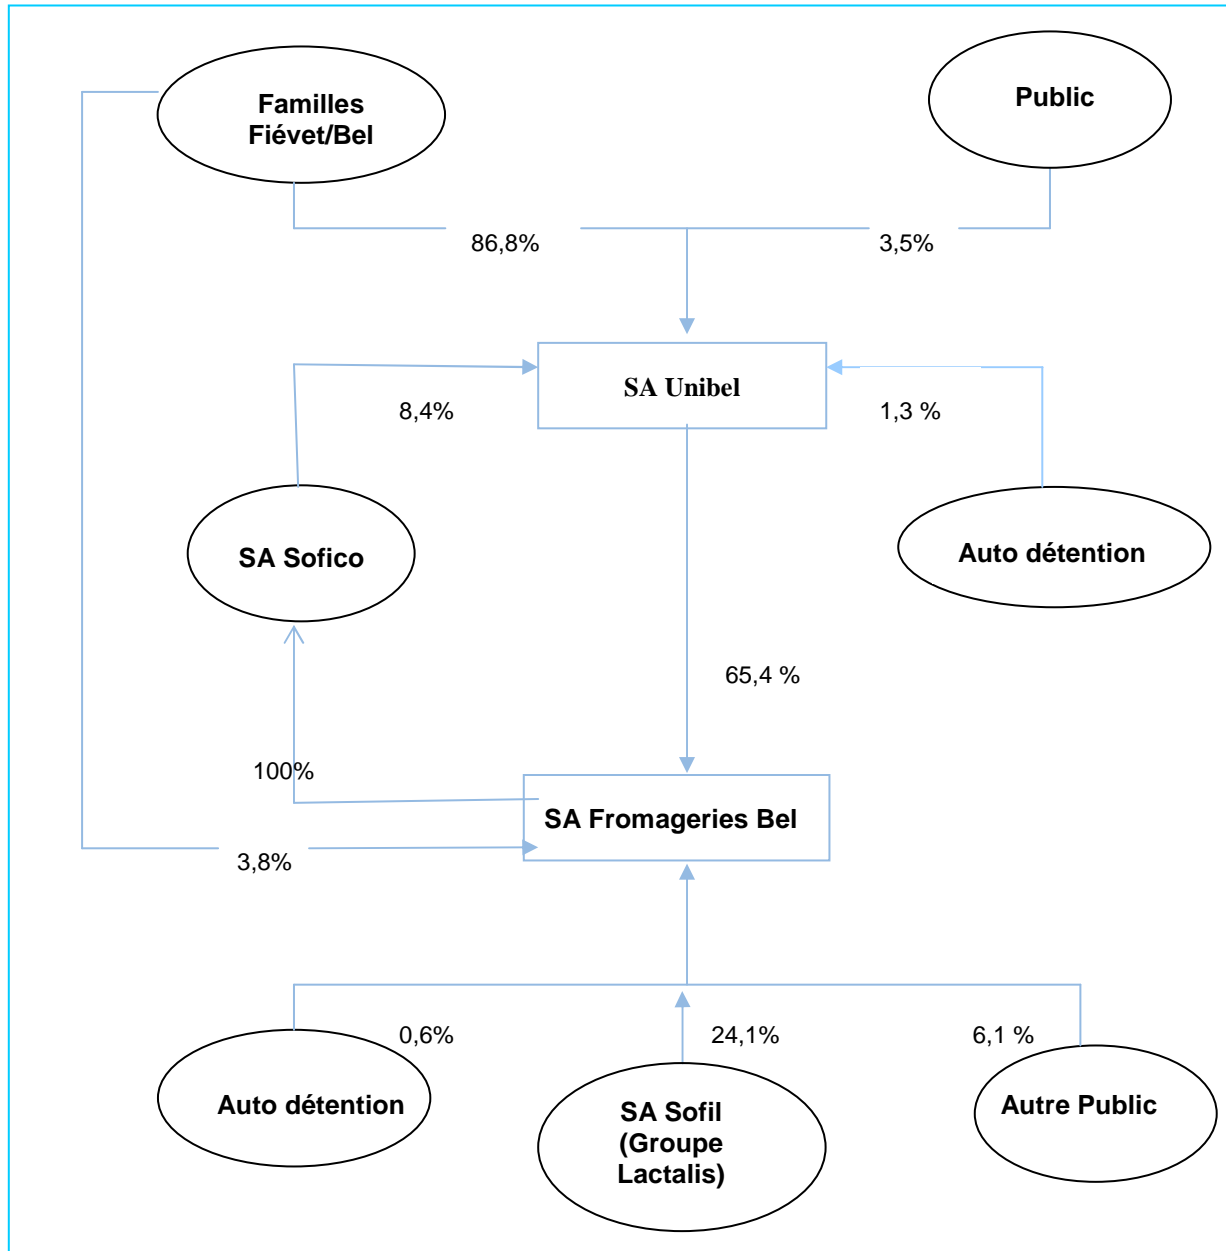 Familles
Fiévet/Bel
Public
86,8%
3,5%
SA Unibel
8,4%
1,3 %
SA Sofico
Auto détention
65,4 %
100%
SA Fromageries Bel
3,8%
0,6%
24,1%
6,1 %
Auto détention
SA Sofil
(Groupe
Lactalis)
Autre Public